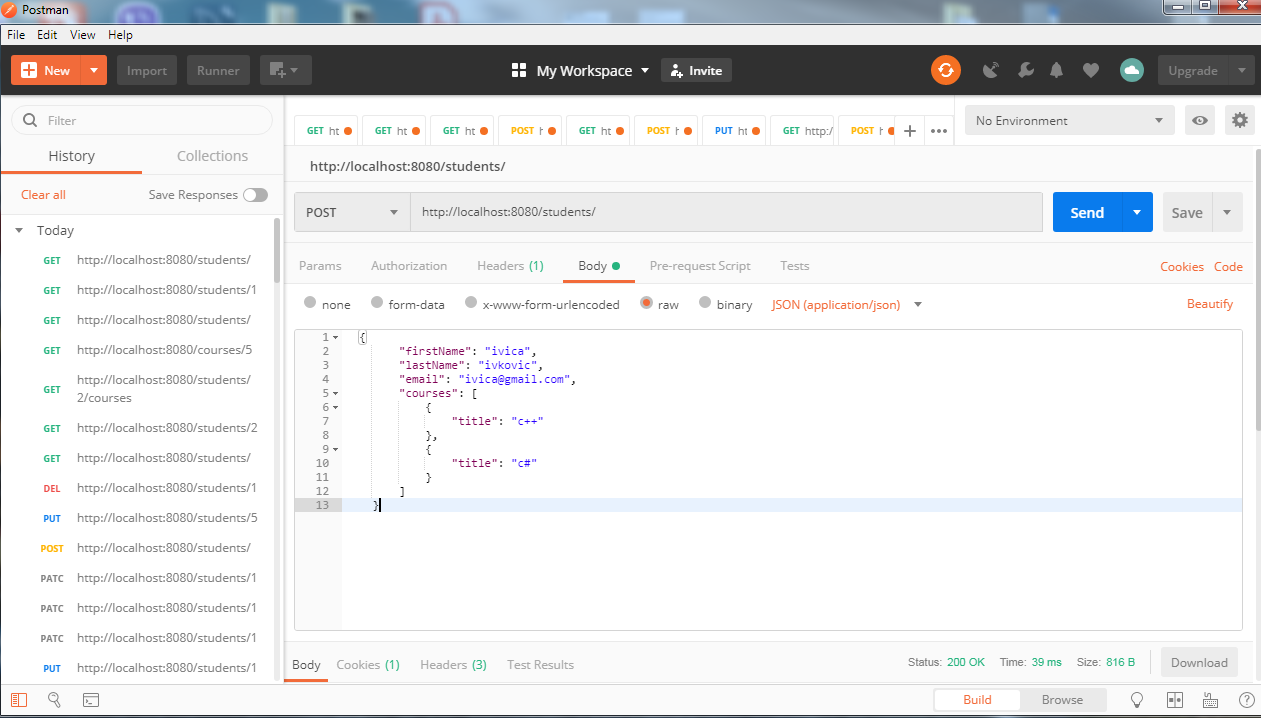 Postman
File Edit View Help
New Import Runner My Workspace Invite Upgrade
Filter
History Collections
Clear all Save Responses
Today
GET http://localhost:8080/students/
GET http://localhost:8080/students/1
GET http://localhost:8080/students/
GET http://localhost:8080/courses/5
GET http://localhost:8080/students/
2/courses
GET http://localhost:8080/students/2
GET http://localhost:8080/students/
DEL http://localhost:8080/students/1
PUT http://localhost:8080/students/5
POST http://localhost:8080/students/
PATC http://localhost:8080/students/1
PATC http://localhost:8080/students/1
PATC http://localhost:8080/students/1
PUT http://localhost:8080/students/1
GET ht GET ht GET ht POST h GET ht POST h PUT ht GET http:/ POST h No Environment
http://localhost:8080/students/
POST http://localhost:8080/students/ Send Save
Params Authorization Headers (1) Body Pre-request Script Tests Cookies Code
none form-data x-www-form-urlencoded raw binary JSON (application/json) Beautify
1 {
2 "firstName": "ivica",
3 "lastName": "ivkovic",
4 "email": "ivica@gmail.com",
5 "courses": [
6 {
7 "title": "c++"
8 },
9 {
10 "title": "c#"
11 }
12 ]
13 }
Body Cookies (1) Headers (3) Test Results Status: 200 OK Time: 39 ms Size: 816 B Download
Build Browse